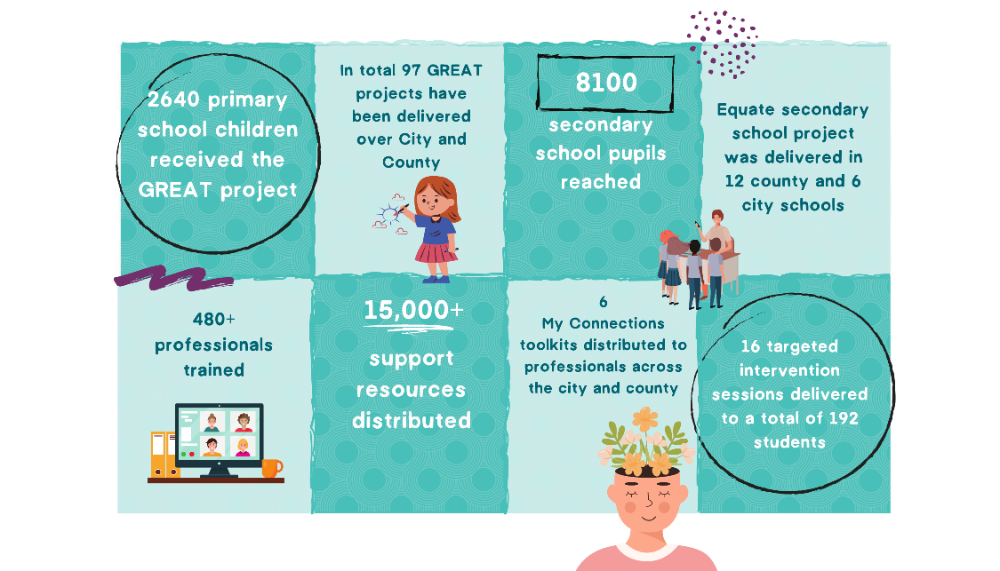 2640 primary
school children
received the
GREAT project
In total 97 GREAT
projects have
been delivered
over City and
County
8100
secondary
school pupils
reached
Equate secondary
school project
was delivered in
12 county and 6
city schools
480+
professionals
trained
15,000+
support
resources
distributed
6
My Connections
toolkits distributed to
professionals across
the city and county
16 targeted
intervention
sessions delivered
to a total of 192
students